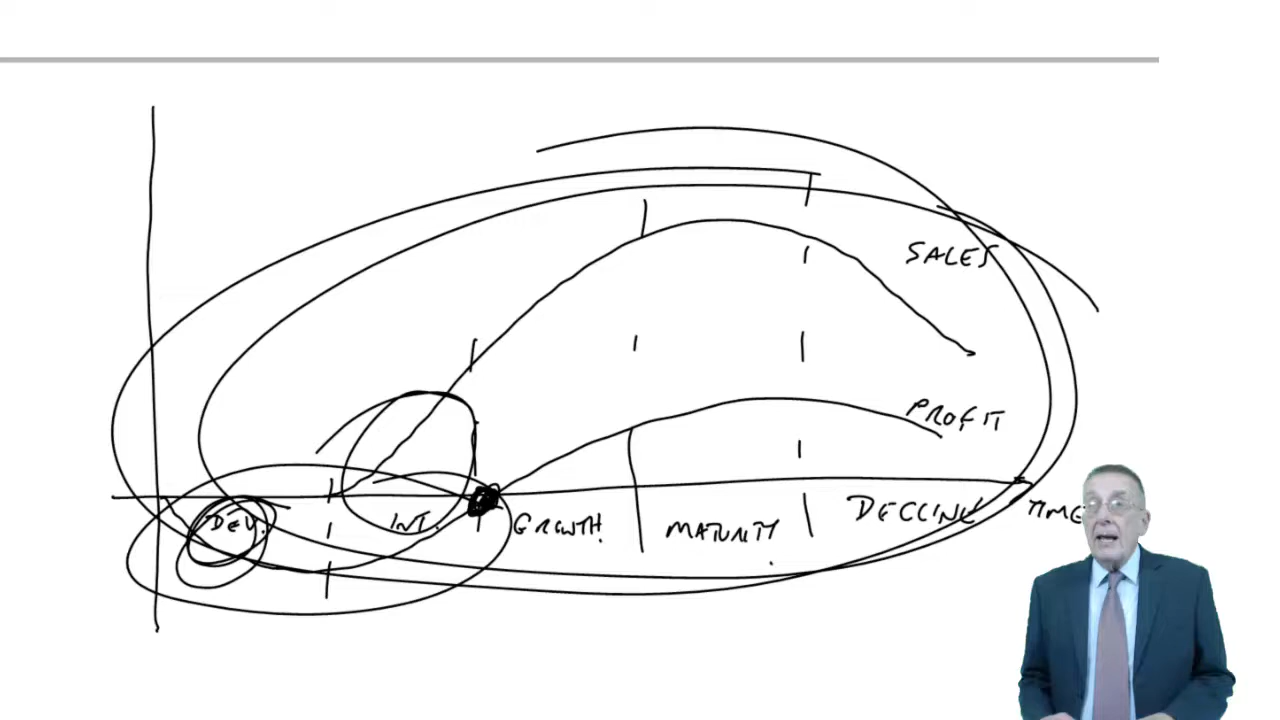 SALES
PROFIT
DEV.
INT.
GROWTH.
MATURITY
DECLINE
TIME